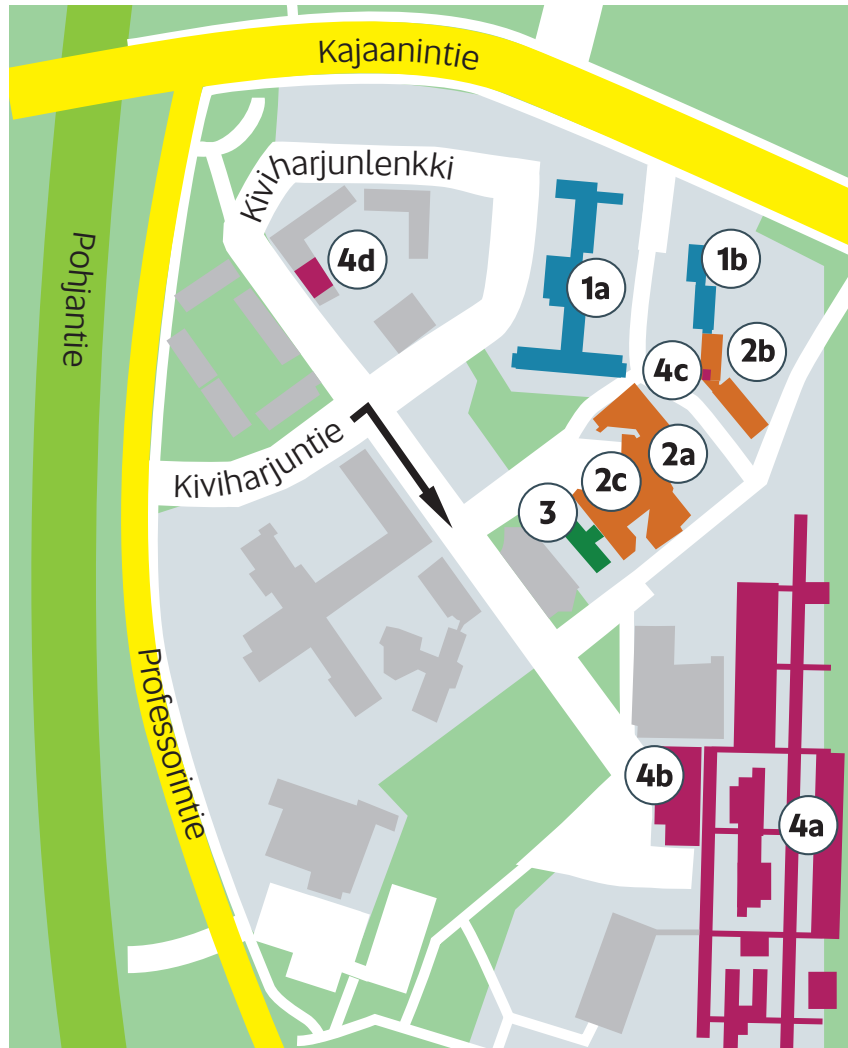 Kajaanintie
Kiviharjunlenkki
Pohjantie
4d
1a
1b
2b
4c
Kiviharjuntie
2a
2c
3
Professorintie
4b
4a